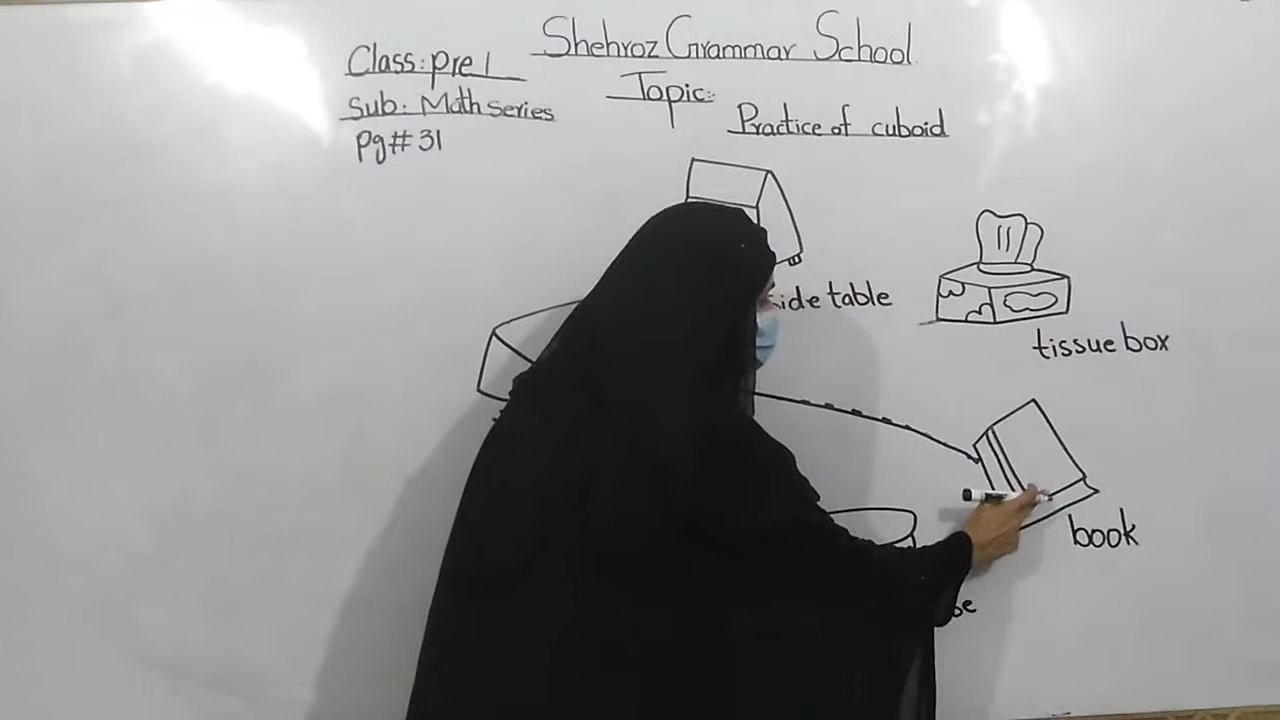 Shehroz Grammar School
Class: pre 1
Topic:
Sub: Math series
Practice of cuboid
Pg# 31
table
tissue box
book